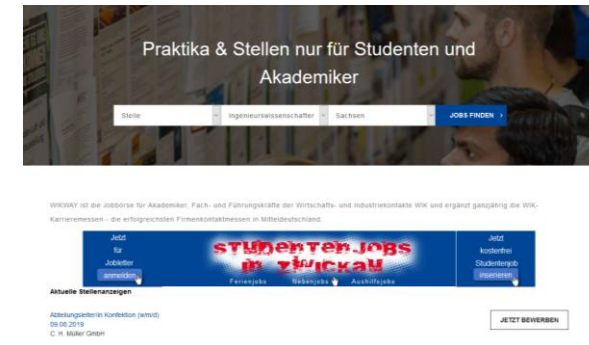 Praktika & Stellen nur für Studenten und
Akademiker
Stelle Ingenieurswissenschafter Sachsen JOBS FINDEN >
WIKWAY ist die Jobbörse für Akademiker, Fach- und Führungskräfte der Wirtschafts- und Industriekontakte WIK und ergänzt ganzjährig die WIK-
Karrieremessen - die erfolgreichsten Firmenkontaktmessen in Mitteldeutschland.
Jetzt
für
Jobletter
anmelden
STUDENTENJOBS
in ZWICKAU
Ferienjobs Nebenjobs Aushilfsjobs
Jetzt
kostenfrei
Studentenjob
inserieren
Aktuelle Stellenanzeigen
Abteilungsleiter/in Konfektion (w/m/d)
09.08.2019
C. H. Müller GmbH
JETZT BEWERBEN